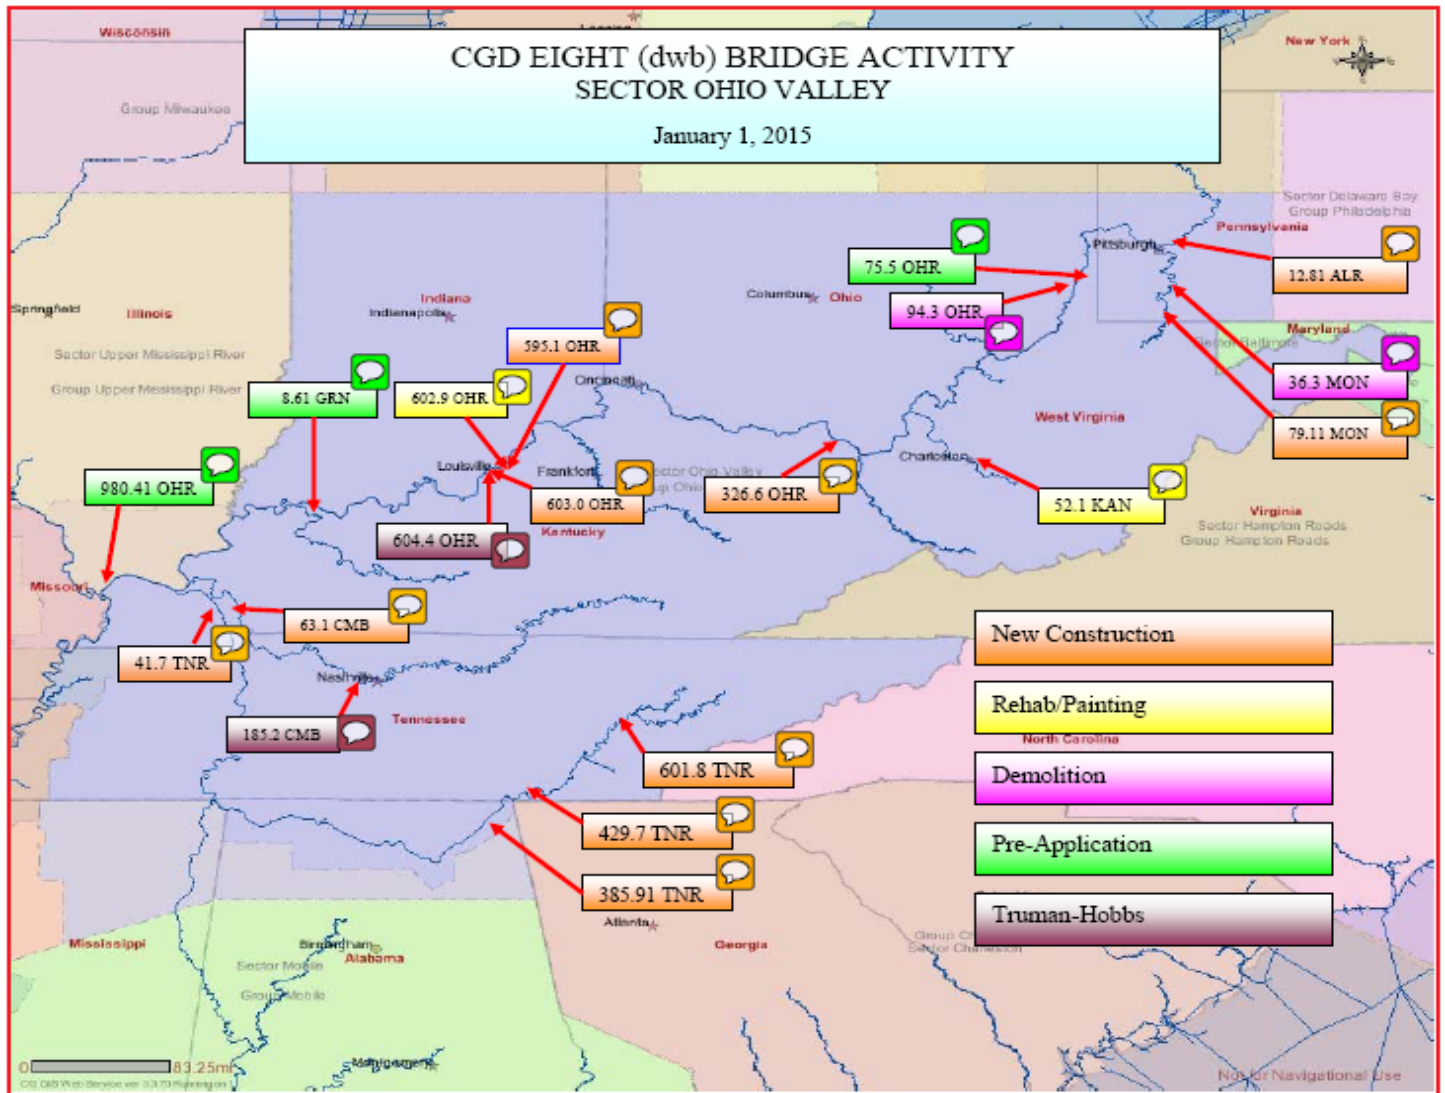 CGD EIGHT (dwb) BRIDGE ACTIVITY
SECTOR OHIO VALLEY
January 1, 2015
Wisconsin
New York
Group Milwaukee
Sector Delaware Bay
Group Philadelphia
Pennsylvania
Pittsburgh
75.5 OHR
12.81 ALR
94.3 OHR
Columbus
Ohio
Indiana
Indianapolis
Springfield
Illinois
Maryland
Sector Baltimore
595.1 OHR
Sector Upper Mississippi River
Group Upper Mississippi River
Cincinnati
36.3 MON
8.61 GRN
602.9 OHR
West Virginia
79.11 MON
Louisville
Frankfort
Sector Ohio Valley
Charleston
980.41 OHR
603.0 OHR
326.6 OHR
52.1 KAN
Virginia
Sector Hampton Roads
Group Hampton Roads
604.4 OHR
Kentucky
Missouri
63.1 CMB
41.7 TNR
New Construction
Nashville
Rehab/Painting
185.2 CMB
Tennessee
North Carolina
601.8 TNR
Demolition
429.7 TNR
Pre-Application
385.91 TNR
Truman-Hobbs
Atlanta
Georgia
Sector Charleston
Mississippi
Birmingham
Alabama
Sector Mobile
Group Mobile
Montgomery
0 83.25mi
Not for Navigational Use